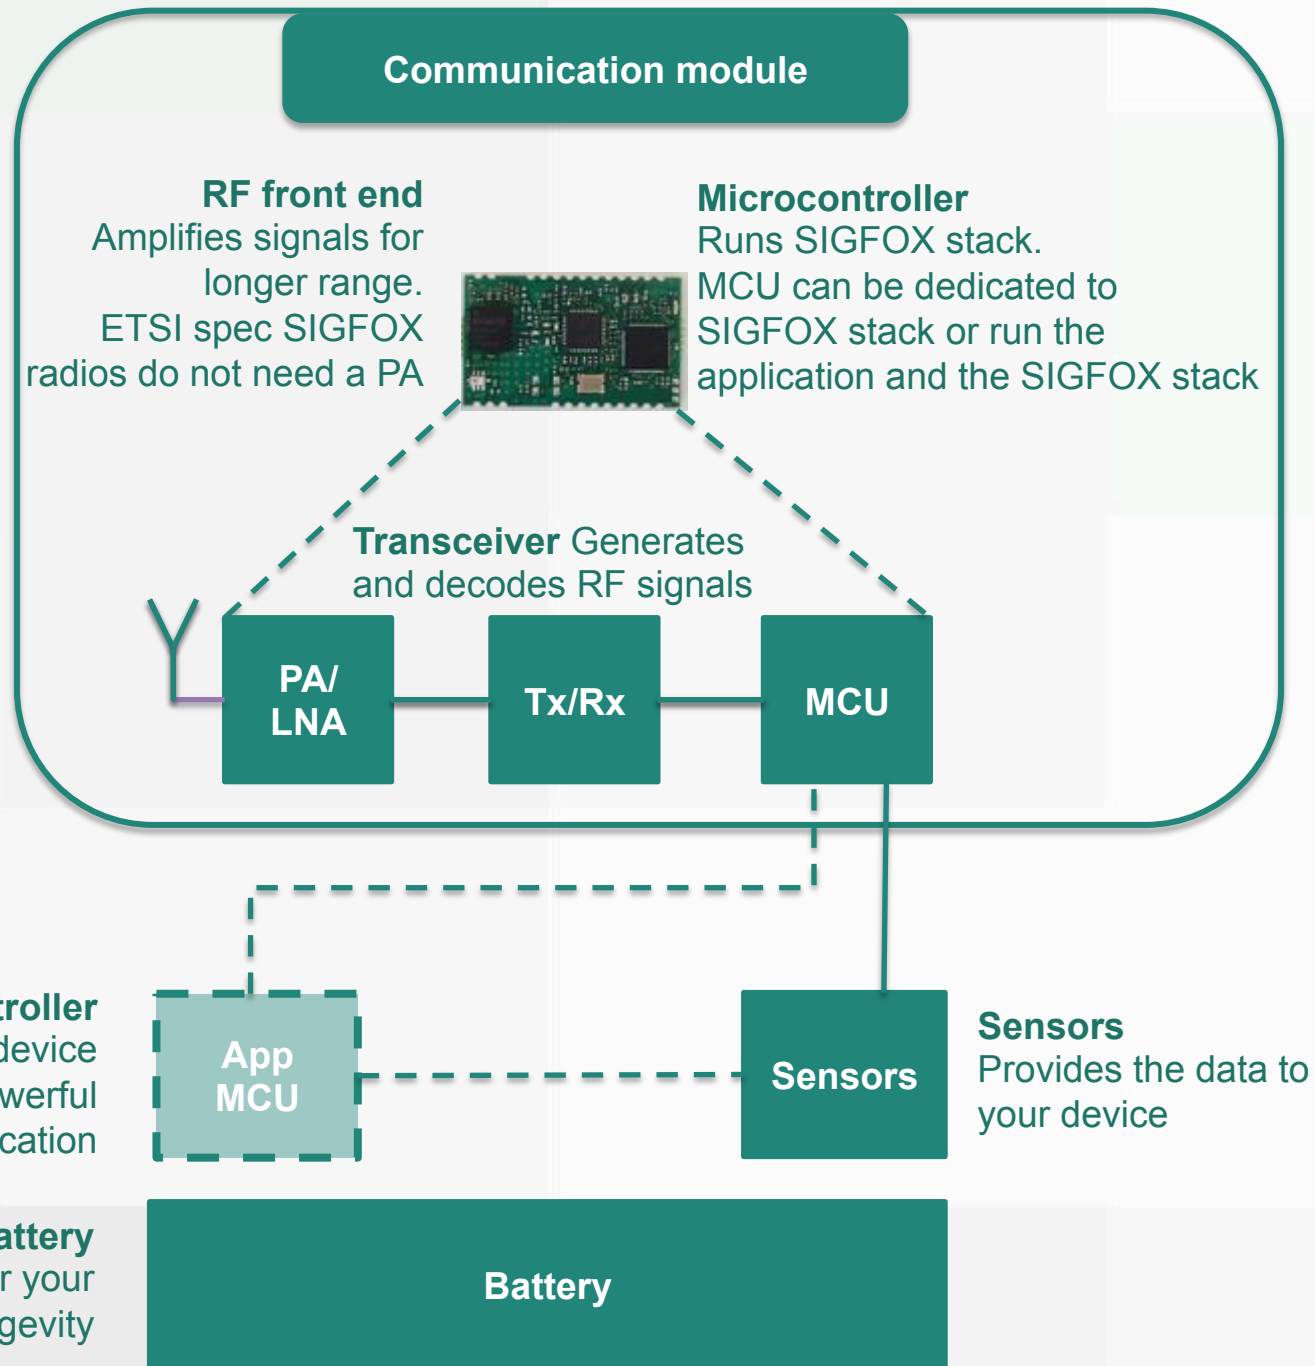 Communication module
RF front end
Amplifies signals for
longer range.
ETSI spec SIGFOX
radios do not need a PA
Microcontroller
Runs SIGFOX stack.
MCU can be dedicated to
SIGFOX stack or run the
application and the SIGFOX stack
Transceiver Generates
and decodes RF signals
PA/
LNA
Tx/Rx
MCU
troller
device
werful
cation
App
MCU
Sensors
Sensors
Provides the data to
your device
attery
r your
gevity
Battery